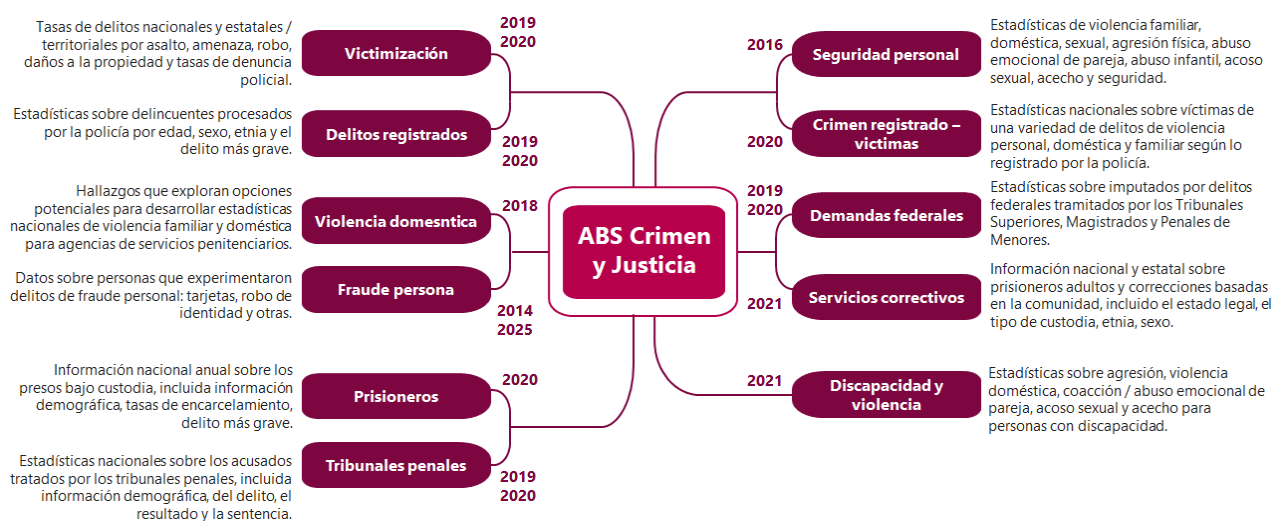 Tasas de delitos nacionales y estatales /
territoriales por asalto, amenaza, robo,
daños a la propiedad y tasas de denuncia
policial.
Victimización
2019
2020
Estadísticas sobre delincuentes procesados
por la policía por edad, sexo, etnia y el
delito más grave.
Delitos registrados
2019
2020
Hallazgos que exploran opciones
potenciales para desarrollar estadísticas
nacionales de violencia familiar y doméstica
para agencias de servicios penitenciarios.
Violencia domesntica
2018
Datos sobre personas que experimentaron
delitos de fraude personal: tarjetas, robo de
identidad y otras.
Fraude persona
2014
2025
Información nacional anual sobre los
presos bajo custodia, incluida información
demográfica, tasas de encarcelamiento,
delito más grave.
Prisioneros
2020
Estadísticas nacionales sobre los acusados
tratados por los tribunales penales, incluida
información demográfica, del delito, el
resultado y la sentencia.
Tribunales penales
2019
2020
ABS Crimen
y Justicia
2016
Seguridad personal
Estadísticas de violencia familiar,
doméstica, sexual, agresión física, abuso
emocional de pareja, abuso infantil, acoso
sexual, acecho y seguridad.
2020
Crimen registrado –
victimas
Estadísticas nacionales sobre víctimas de
una variedad de delitos de violencia
personal, doméstica y familiar según lo
registrado por la policía.
2019
2020
Demandas federales
Estadísticas sobre imputados por delitos
federales tramitados por los Tribunales
Superiores, Magistrados y Penales de
Menores.
2021
Servicios correctivos
Información nacional y estatal sobre
prisioneros adultos y correcciones basadas
en la comunidad, incluido el estado legal, el
tipo de custodia, etnia, sexo.
2021
Discapacidad y
violencia
Estadísticas sobre agresión, violencia
doméstica, coacción / abuso emocional de
pareja, acoso sexual y acecho para
personas con discapacidad.